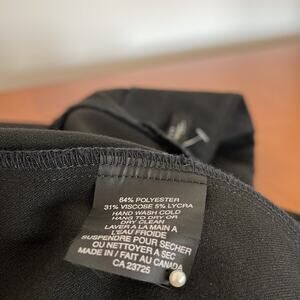 64% POLYESTER
31% VISCOSE 5% LYCRA
HAND WASH COLD
HANG TO DRY OR
DRY CLEAN
LAVER A LA MAIN A
L'EAU FROIDE
SUSPENDRE POUR SECHER
OU NETTOYER A SEC
MADE IN / FAIT AU CANADA
CA 23725